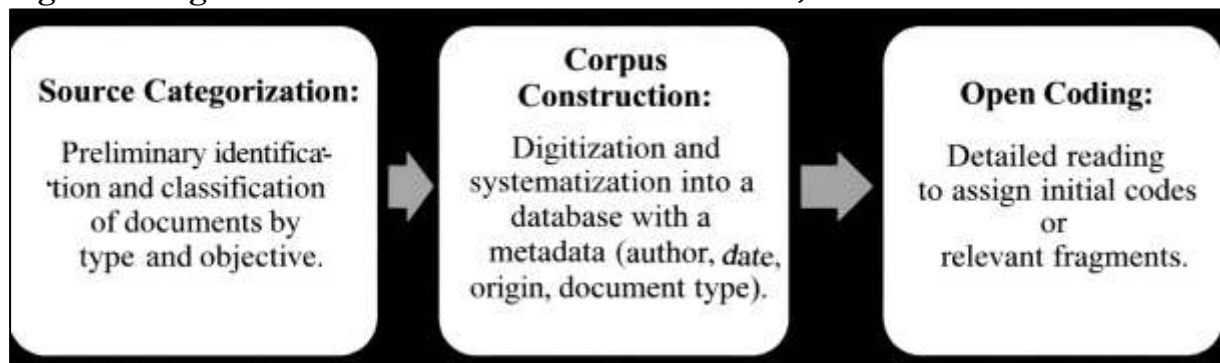 Source Categorization:
Preliminary identifica-
tion and classification
of documents by
type and objective.
Corpus
Construction:
Digitization and
systematization into a
database with a
metadata (author, date,
origin, document type).
Open Coding:
Detailed reading
to assign initial codes
or
relevant fragments.